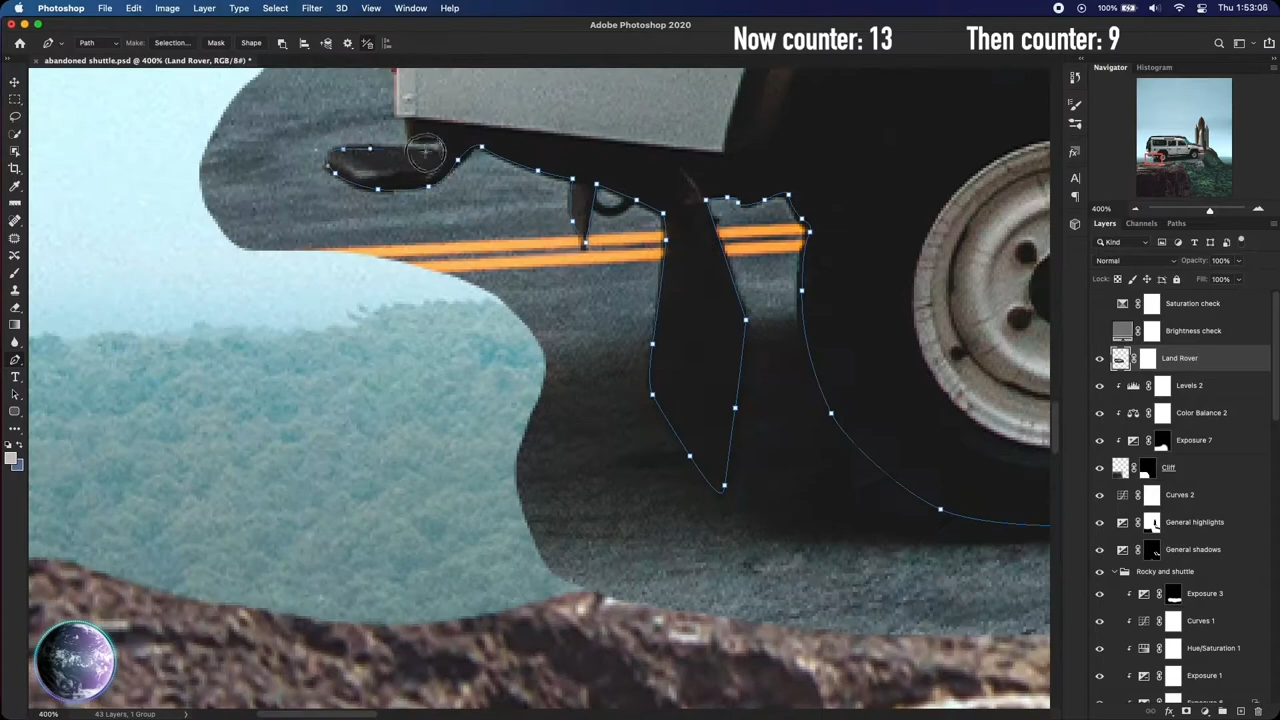 Photoshop File Edit Image Layer Type Select Filter 3D View Window Help
100% Thu 1:53:08
Adobe Photoshop 2020
Now counter: 13 Then counter: 9
Path Make: Selection... Mask Shape
abandoned shuttle.psd @ 400% (Land Rover, RGB/8#) *
Navigator Histogram
400%
Layers Channels Paths
Kind
Normal Opacity: 100%
Lock: Fill: 100%
Saturation check
Brightness check
Land Rover
Levels 2
Color Balance 2
Exposure 7
Cliff
Curves 2
General highlights
General shadows
Rocky and shuttle
Exposure 3
Curves 1
Hue/Saturation 1
Exposure 1
400% 43 Layers, 1 Group